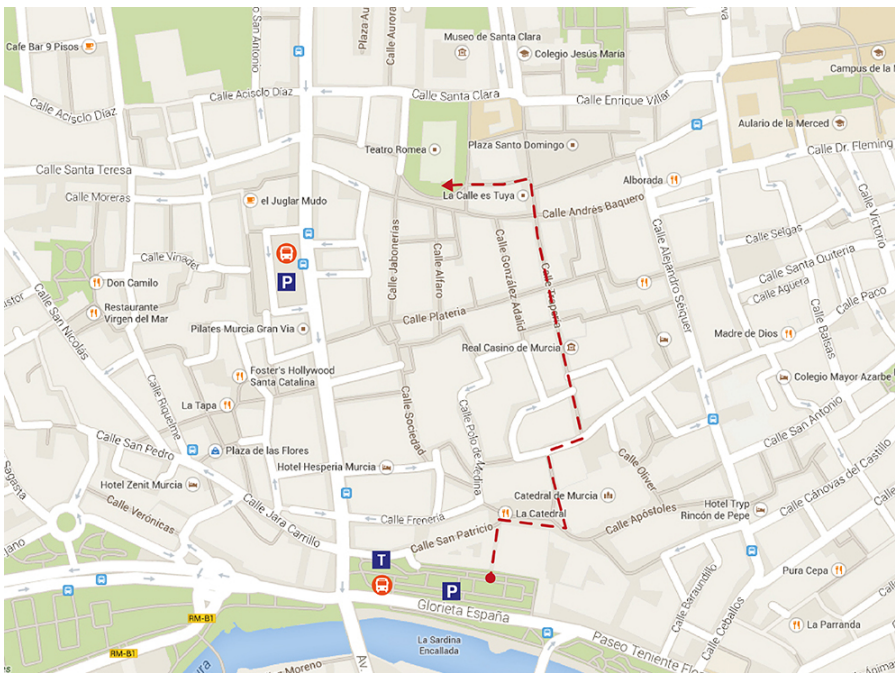 Cafe Bar 9 Pisos
Calle Acisclo Díaz
Calle Acisclo Díaz
Calle Santa Teresa
Calle Moreras
el Juglar Mudo
P
Calle Vinader
Don Camilo
Restaurante
Virgen del Mar
Calle San Nicolás
Calle Riquelme
Pilates Murcia Gran Via
Foster's Hollywood
Santa Catalina
La Tapa
Calle San Pedro
Plaza de las Flores
Hotel Zenit Murcia
Calle Verónicas
Calle Jara Carrillo
Sagasta
RM-B1
RM-B1
Calle Aurora
Museo de Santa Clara
Colegio Jesús Maria
Calle Santa Clara
Calle Enrique Villar
Teatro Romea
Plaza Santo Domingo
La Calle es Tuya
Calle Andrés Baquero
Calle Jabonerías
Calle Alfaro
Calle González Adalid
Calle Trapería
Calle Platería
Real Casino de Murcia
Calle Sociedad
Calle Polo de Medina
Hotel Hesperia Murcia
Calle Frenería
Calle San Patricio
Catedral de Murcia
La Catedral
Calle Oliver
Calle Apóstoles
T
P
Glorieta España
La Sardina
Encallada
Campus de la
Aulario de la Merced
Calle Dr. Fleming
Alborada
Calle Alejandro Séiquer
Calle Victorio
Calle Selgas
Calle Santa Quiteria
Calle Agüera
Calle Paco
Calle Balsas
Madre de Dios
Colegio Mayor Azarbe
Calle San Antonio
Calle Cánovas del Castillo
Hotel Tryp
Rincón de Pepe
Calle Baraundillo
Calle Ceballos
Pura Cepa
La Parranda
Paseo Teniente